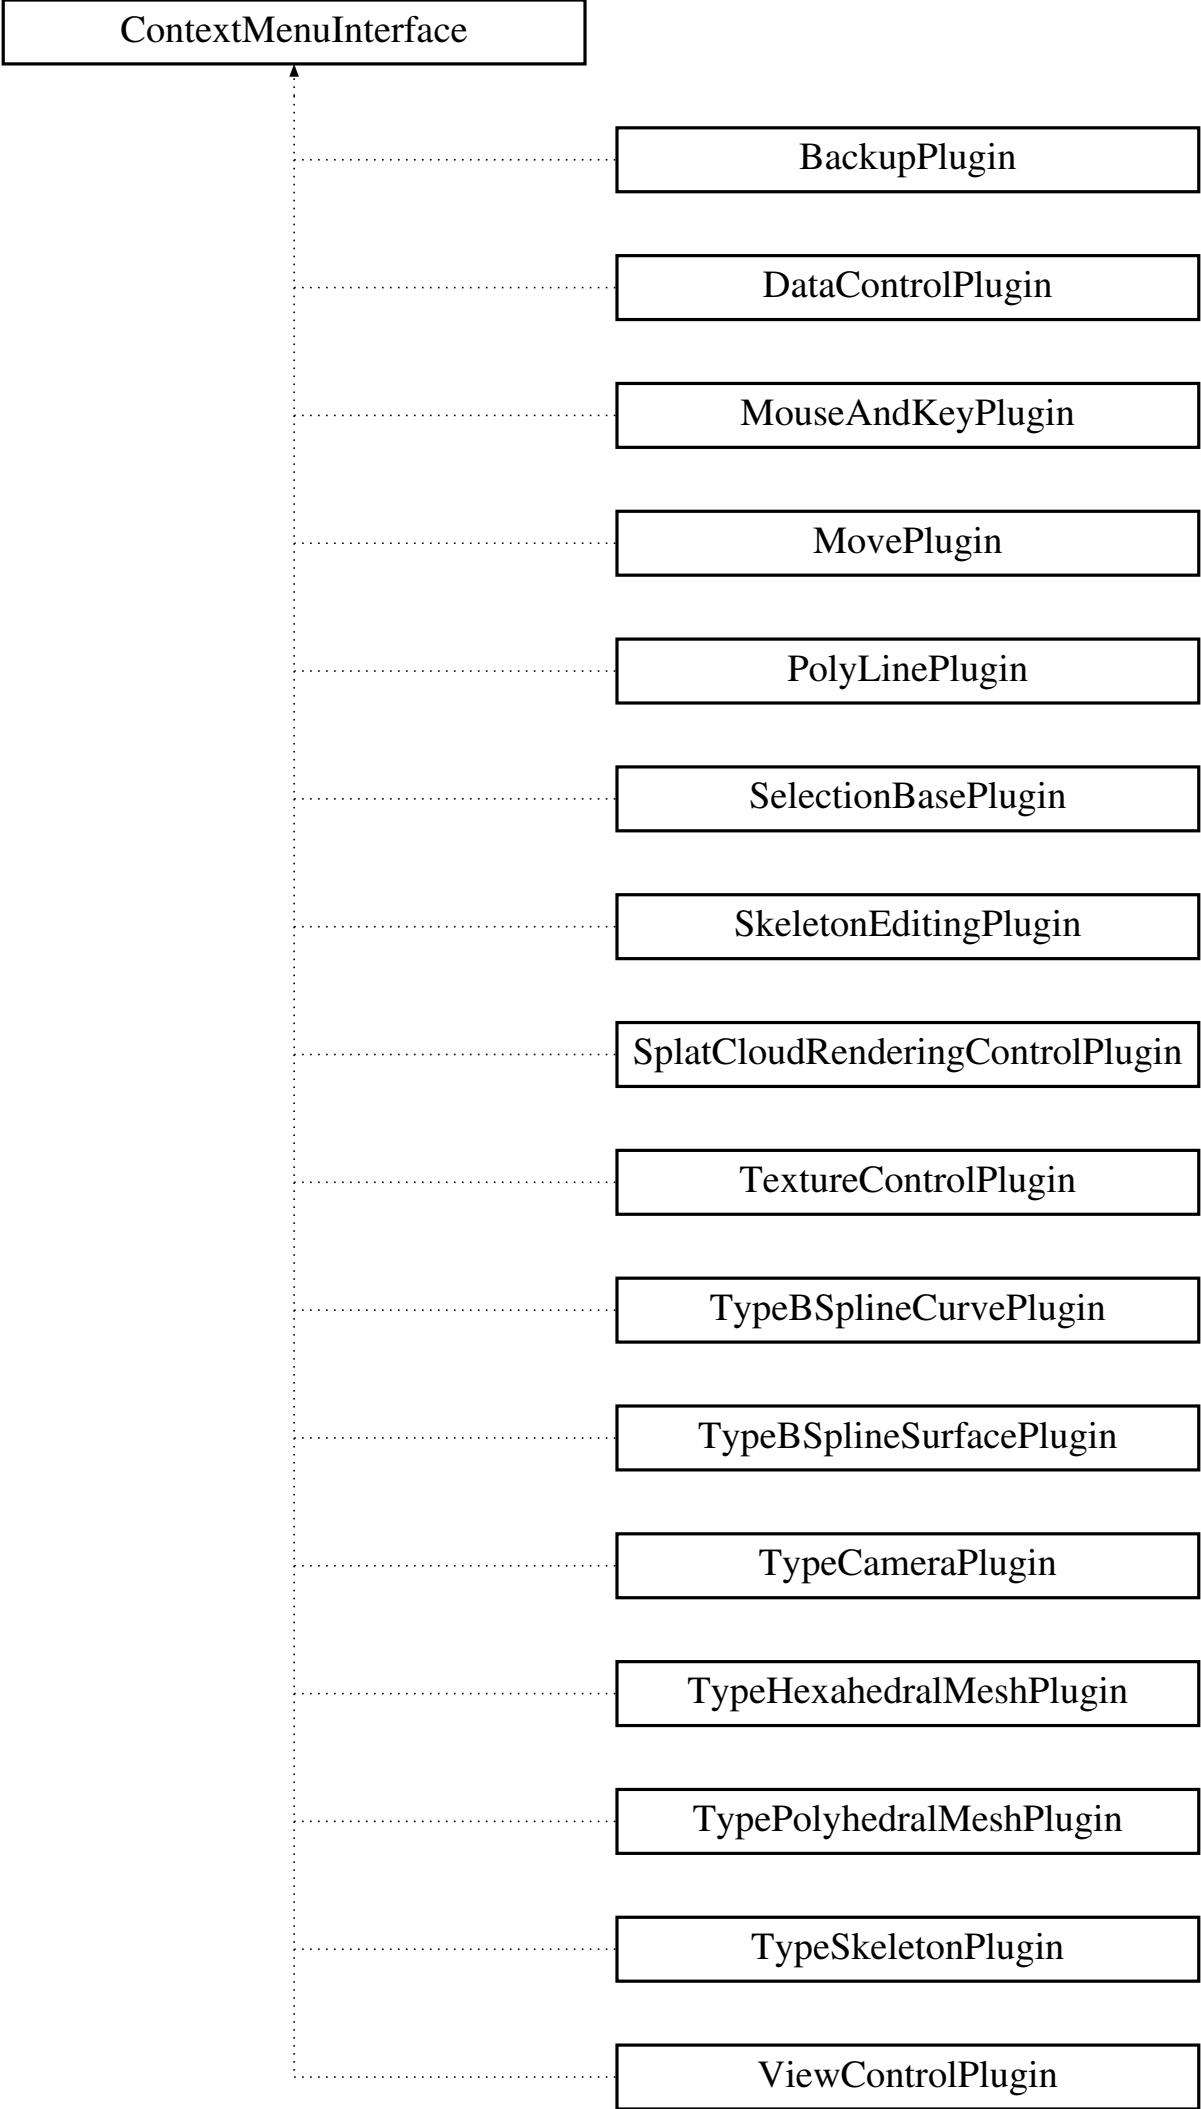 ContextMenuInterface
BackupPlugin
DataControlPlugin
MouseAndKeyPlugin
MovePlugin
PolyLinePlugin
SelectionBasePlugin
SkeletonEditingPlugin
SplatCloudRenderingControlPlugin
TextureControlPlugin
TypeBSplineCurvePlugin
TypeBSplineSurfacePlugin
TypeCameraPlugin
TypeHexahedralMeshPlugin
TypePolyhedralMeshPlugin
TypeSkeletonPlugin
ViewControlPlugin